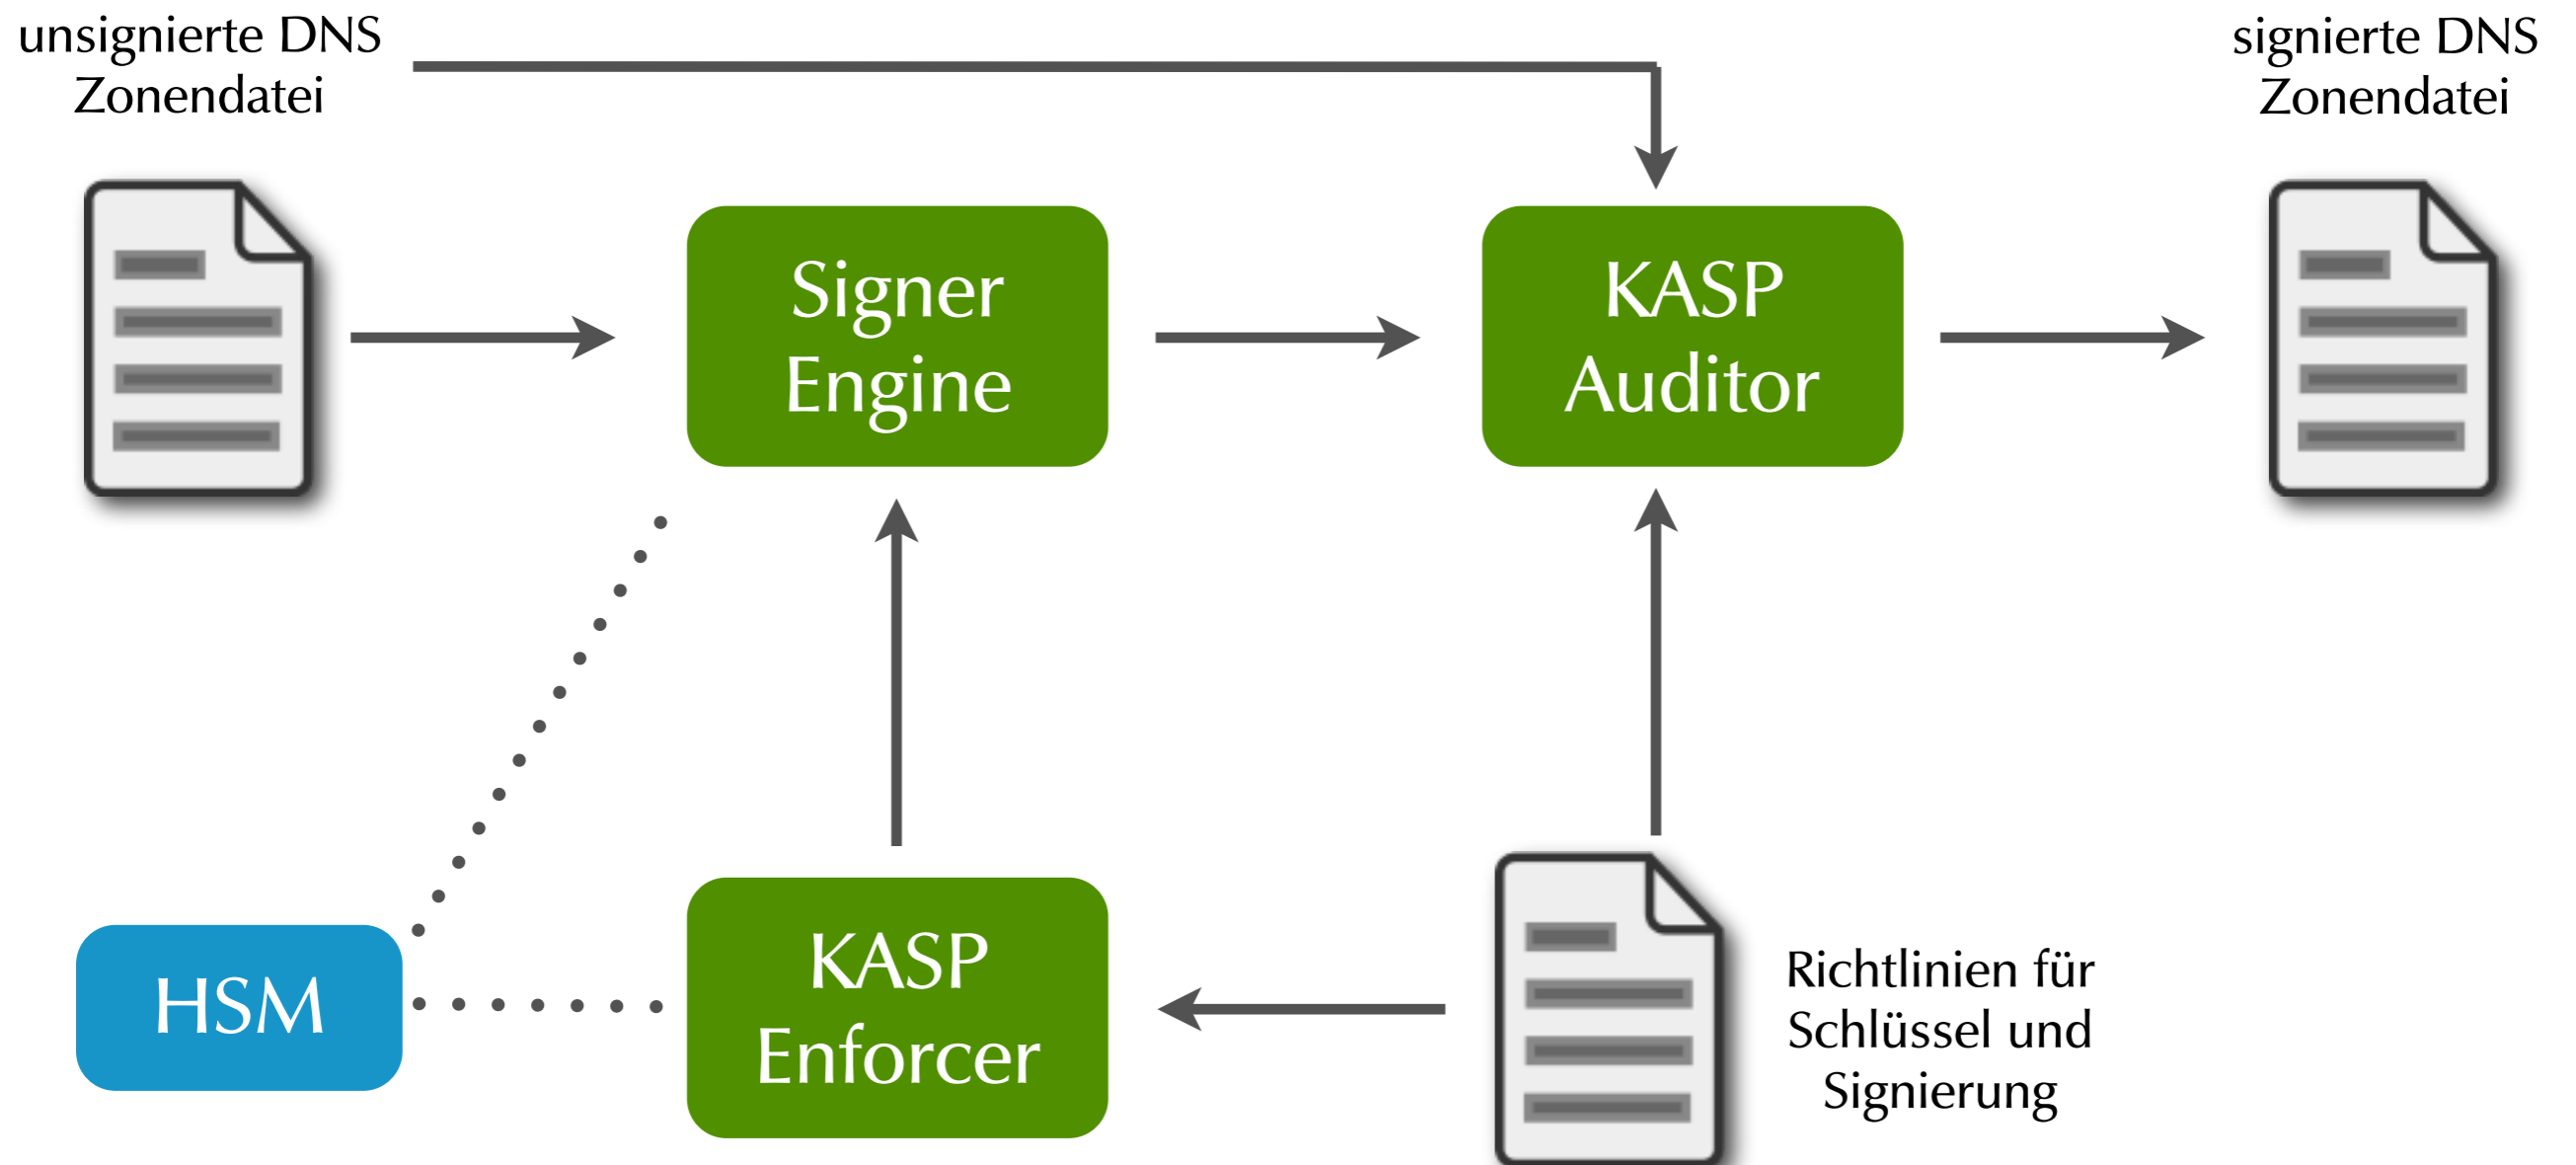 unsignierte DNS
Zonendatei
signierte DNS
Zonendatei
Signer
Engine
KASP
Auditor
HSM
KASP
Enforcer
Richtlinien für
Schlüssel und
Signierung